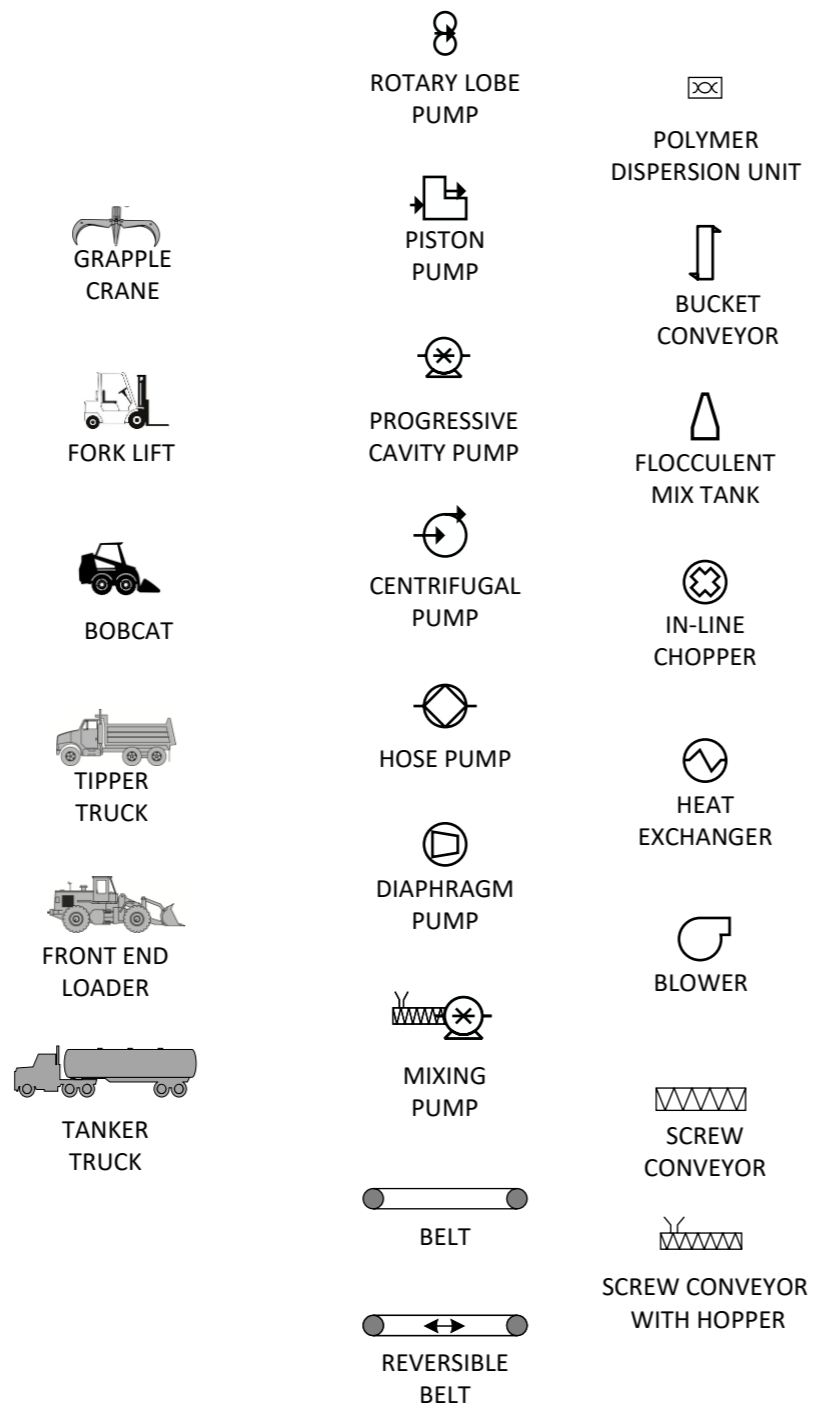 GRAPPLE
CRANE
FORK LIFT
BOBCAT
TIPPER
TRUCK
FRONT END
LOADER
TANKER
TRUCK
ROTARY LOBE
PUMP
PISTON
PUMP
PROGRESSIVE
CAVITY PUMP
CENTRIFUGAL
PUMP
HOSE PUMP
DIAPHRAGM
PUMP
MIXING
PUMP
BELT
REVERSIBLE
BELT
POLYMER
DISPERSION UNIT
BUCKET
CONVEYOR
FLOCCULENT
MIX TANK
IN-LINE
CHOPPER
HEAT
EXCHANGER
BLOWER
SCREW
CONVEYOR
SCREW CONVEYOR
WITH HOPPER